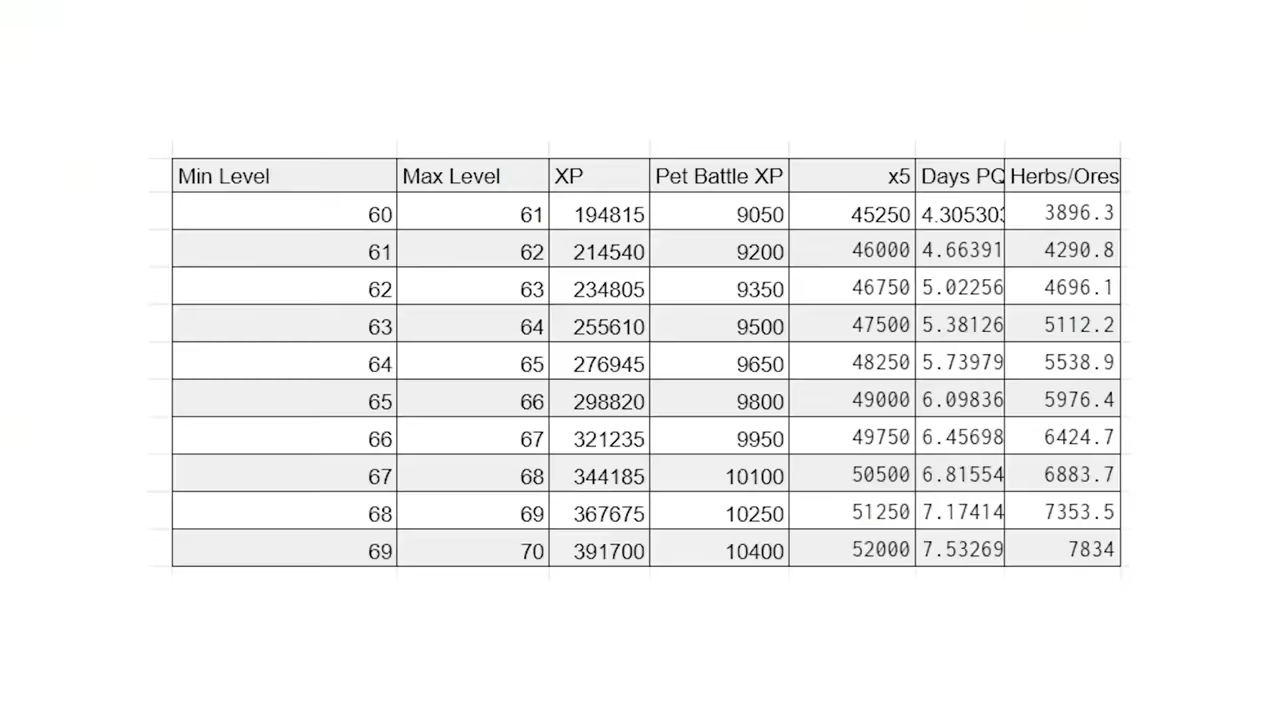 Min Level Max Level XP Pet Battle XP x5 Days PQ Herbs/Ores
60 61 194815 9050 45250 4.305303 3896.3
61 62 214540 9200 46000 4.66391 4290.8
62 63 234805 9350 46750 5.02256 4696.1
63 64 255610 9500 47500 5.38126 5112.2
64 65 276945 9650 48250 5.73979 5538.9
65 66 298820 9800 49000 6.09836 5976.4
66 67 321235 9950 49750 6.45698 6424.7
67 68 344185 10100 50500 6.81554 6883.7
68 69 367675 10250 51250 7.17414 7353.5
69 70 391700 10400 52000 7.53269 7834